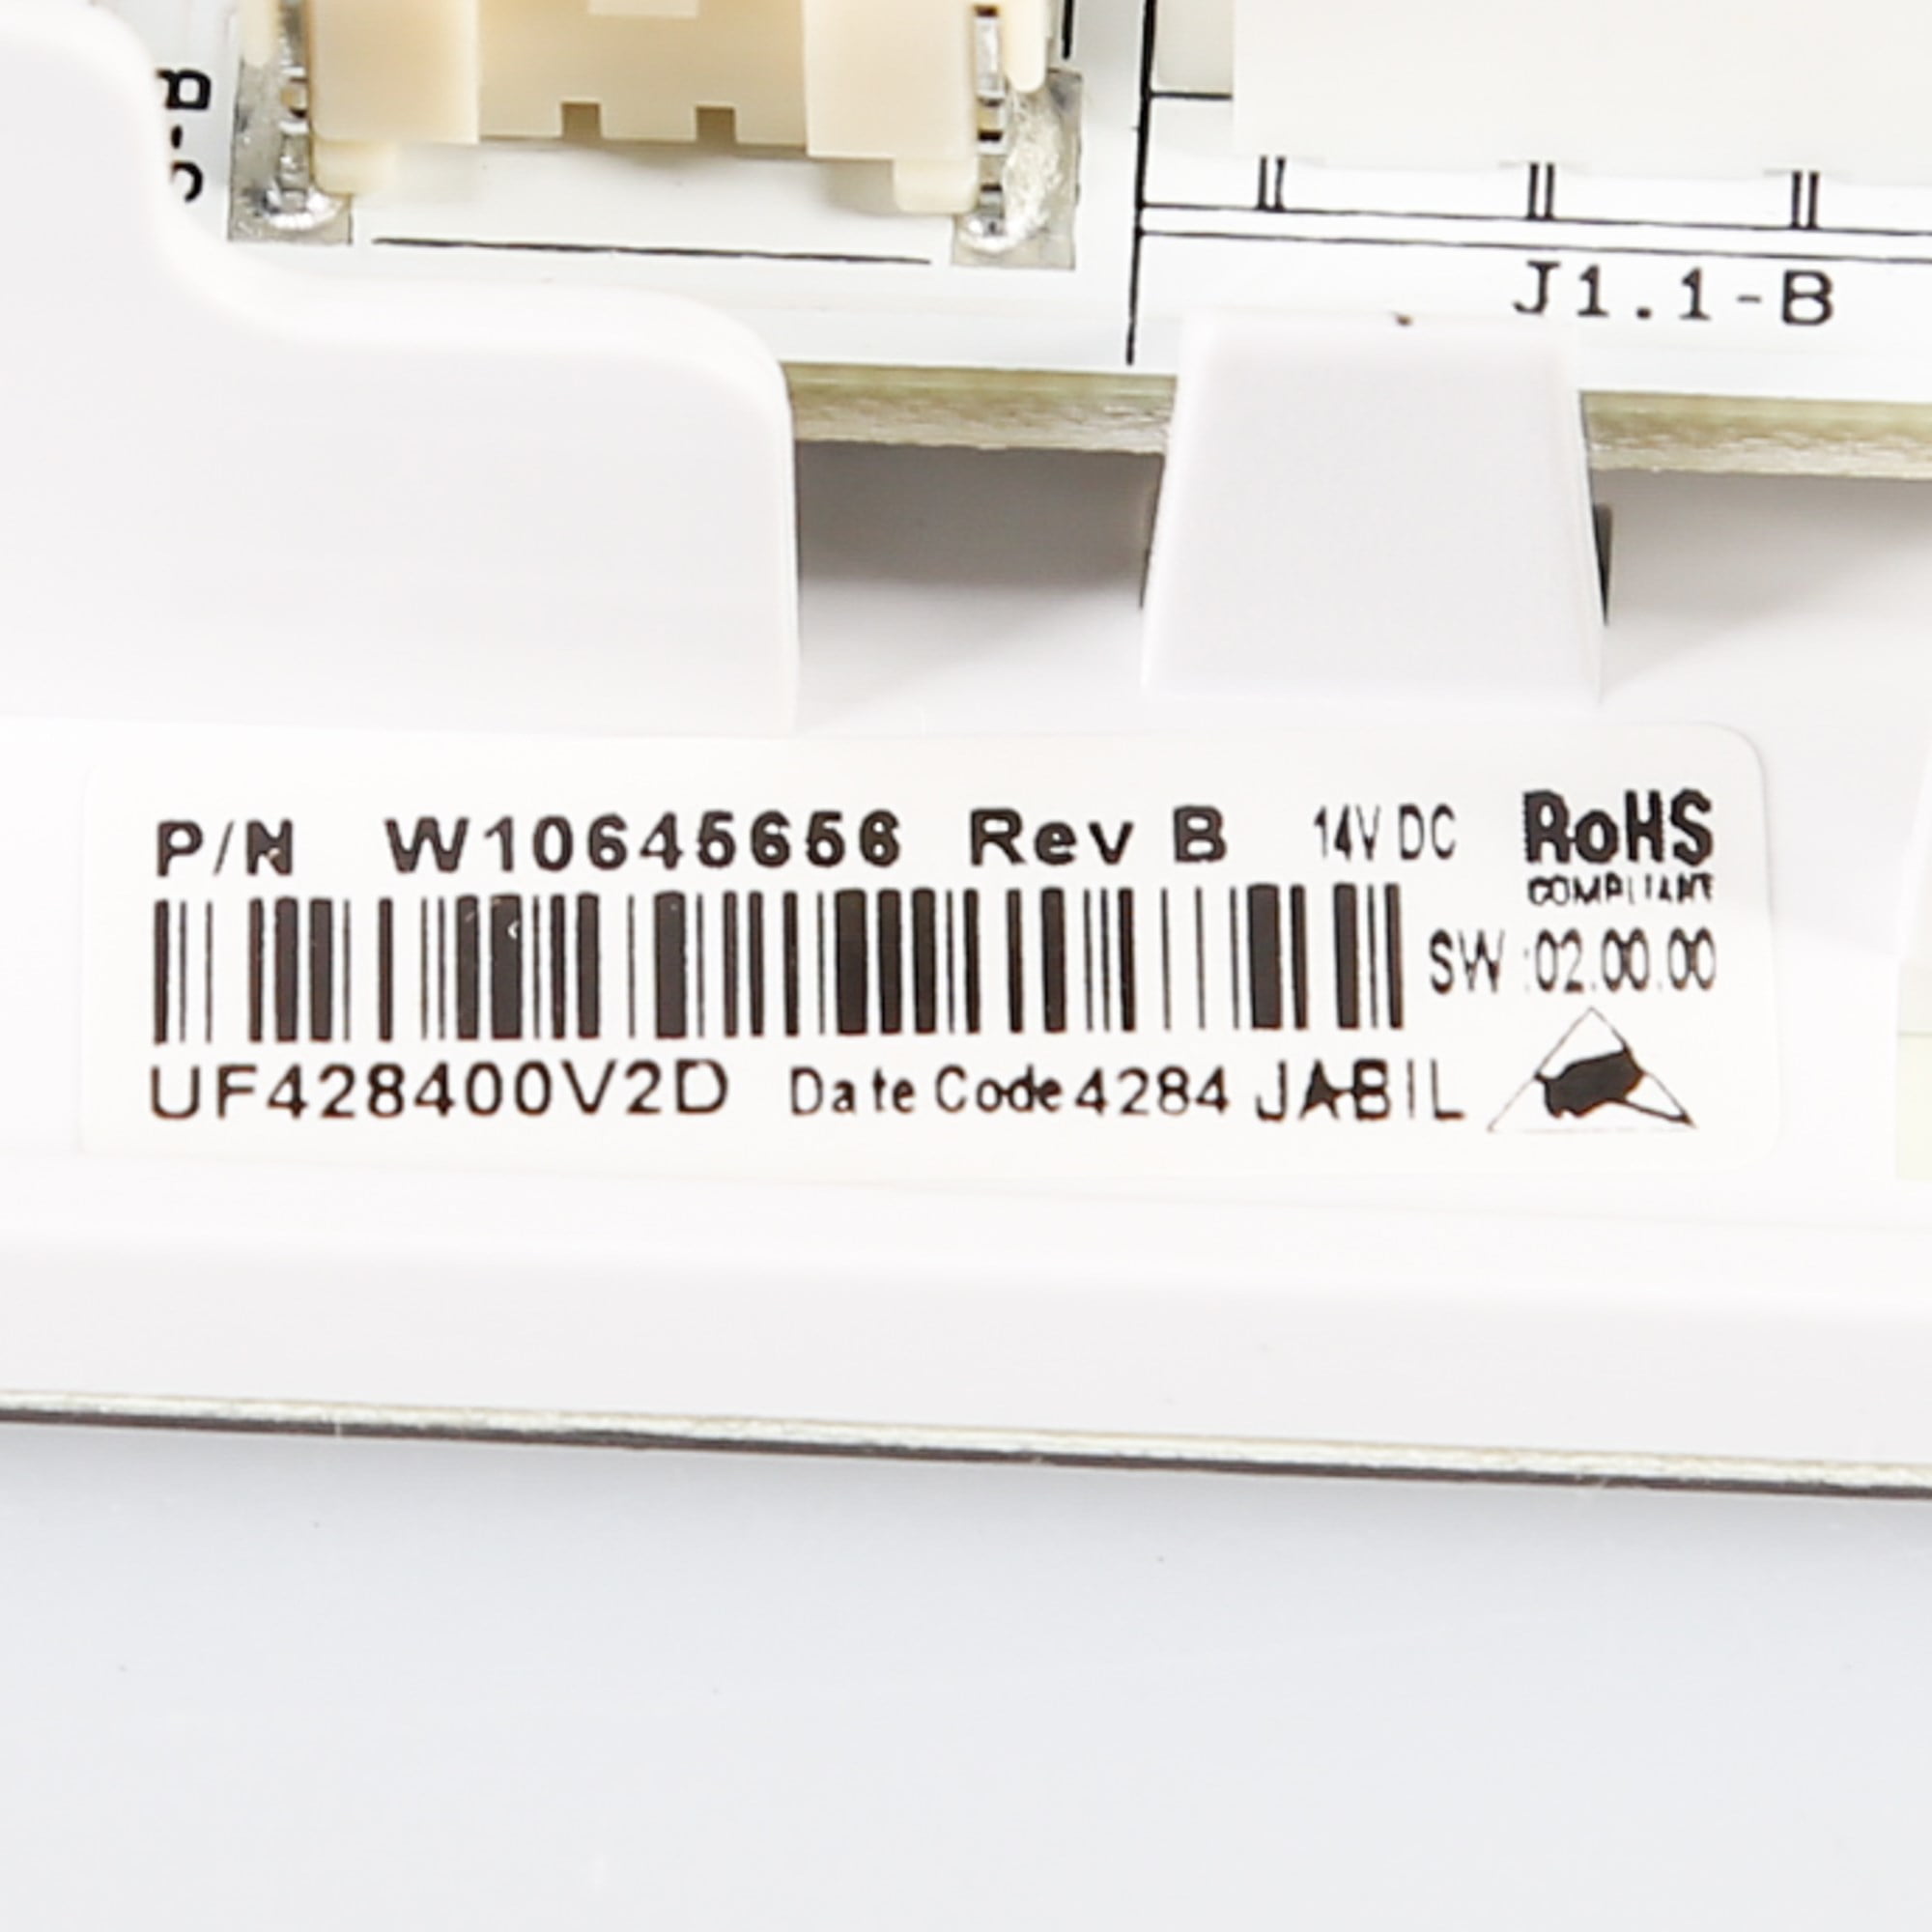 J1.1-B
P/N W10645656 Rev B 14V DC RoHS
COMPLIANT
SW :02.00.00
UF428400V2D Date Code 4284 JABIL